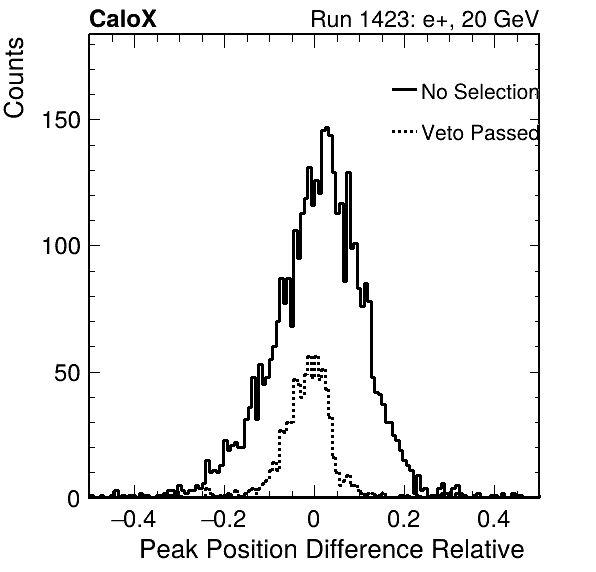 CaloX Run 1423: e+, 20 GeV
Counts
No Selection
Veto Passed
150
100
50
0
−0.4 −0.2 0 0.2 0.4
Peak Position Difference Relative